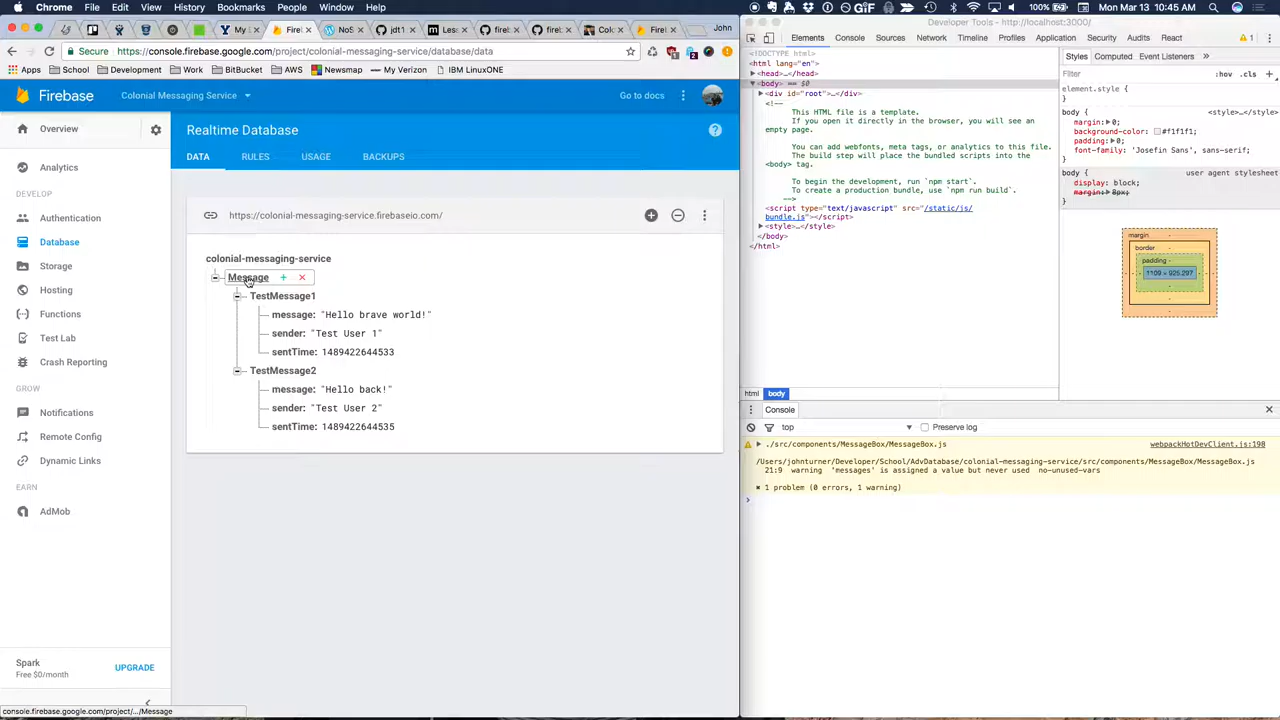 Chrome File Edit View History Bookmarks People Window Help
100% Mon Mar 13 10:45 AM
Fireb
My
NoS
jdt1
Les
firet
firet
Colo
Fireb
John
Secure https://console.firebase.google.com/project/colonial-messaging-service/database/data
Apps School Development Work BitBucket AWS Newsmap My Verizon IBM LinuxONE
Firebase Colonial Messaging Service Go to docs
Overview
Analytics
DEVELOP
Authentication
Database
Storage
Hosting
Functions
Test Lab
Crash Reporting
GROW
Notifications
Remote Config
Dynamic Links
EARN
AdMob
Spark
Free $0/month
UPGRADE
console.firebase.google.com/project/.../Message
Realtime Database
DATA RULES USAGE BACKUPS
https://colonial-messaging-service.firebaseio.com/
colonial-messaging-service
Message + ×
TestMessage1
message: "Hello brave world!"
sender: "Test User 1"
sentTime: 1489422644533
TestMessage2
message: "Hello back!"
sender: "Test User 2"
sentTime: 1489422644535
Developer Tools - http://localhost:3000/
Elements Console Sources Network Timeline Profiles Application Security Audits React 1
<!DOCTYPE html>
<html lang="en">
<head>…</head>
<body> == $0
<div id="root">…</div>
<!--
This HTML file is a template.
If you open it directly in the browser, you will see an
empty page.
You can add webfonts, meta tags, or analytics to this file.
The build step will place the bundled scripts into the
<body> tag.
To begin the development, run `npm start`.
To create a production bundle, use `npm run build`.
-->
<script type="text/javascript" src="/static/js/
bundle.js"></script>
<style>…</style>
</body>
</html>
html body
Styles Computed Event Listeners »
Filter :hov .cls +
element.style {
}
body { <style>…</style>
margin: 0;
background-color: #f1f1f1;
padding: 0;
font-family: 'Josefin Sans', sans-serif;
}
body { user agent stylesheet
display: block;
margin: 8px;
}
margin -
border -
padding -
1109 × 925.297
Console
top Preserve log
./src/components/MessageBox/MessageBox.js webpackHotDevClient.js:198
/Users/johnturner/Developer/School/AdvDatabase/colonial-messaging-service/src/components/MessageBox/MessageBox.js
21:9 warning 'messages' is assigned a value but never used no-unused-vars
✖ 1 problem (0 errors, 1 warning)